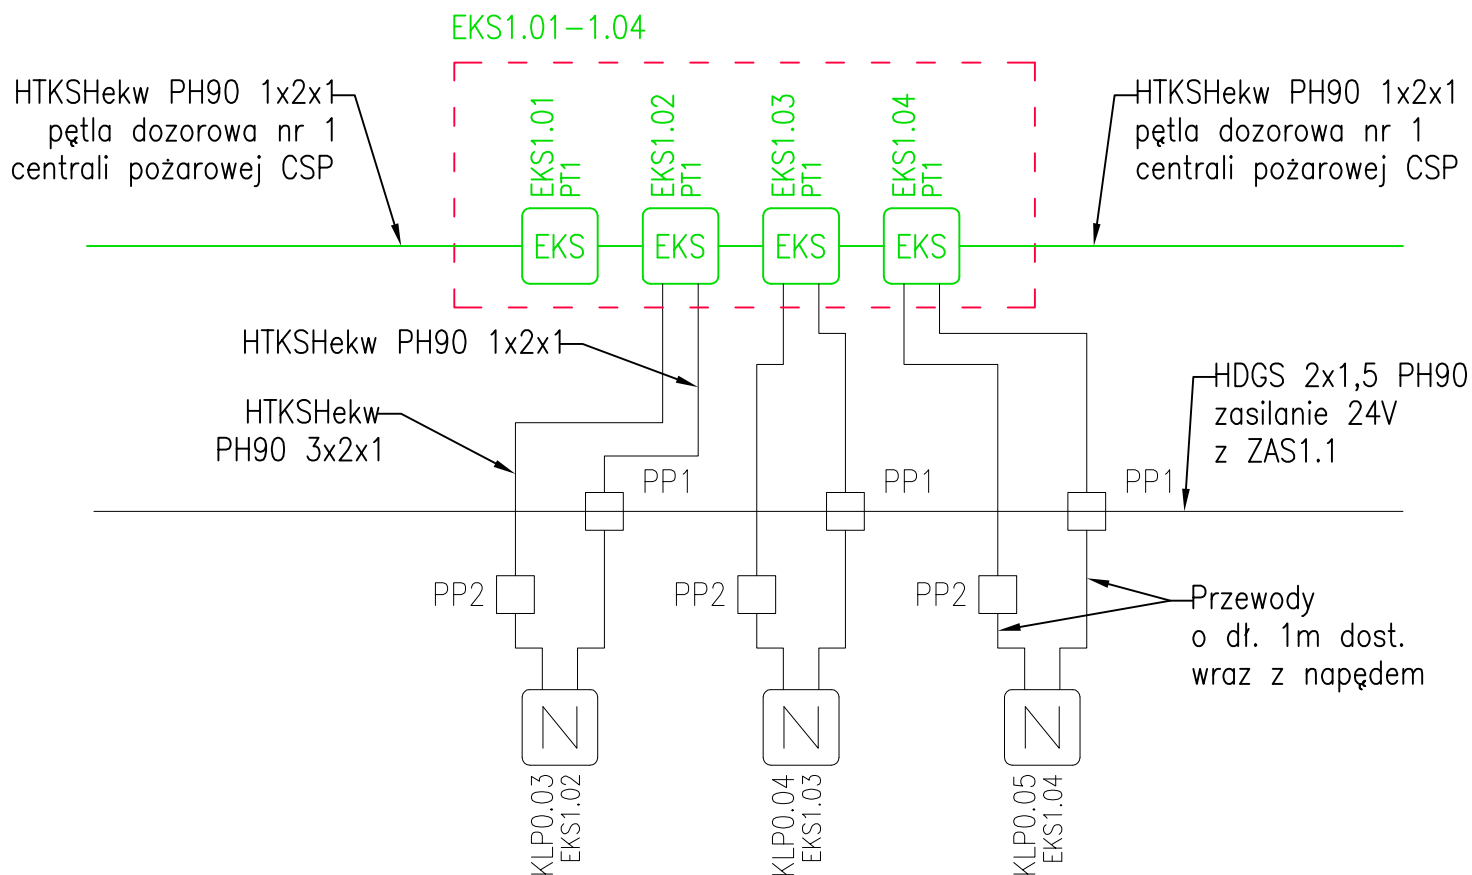 EKS1.01-1.04
HTKSHekw PH90 1x2x1
pętla dozorowa nr 1
centrali pożarowej CSP
EKS1.01
PT1
EKS1.02
PT1
EKS1.03
PT1
EKS1.04
PT1
HTKSHekw PH90 1x2x1
pętla dozorowa nr 1
centrali pożarowej CSP
EKS
EKS
EKS
EKS
HTKSHekw PH90 1x2x1
HTKSHekw
PH90 3x2x1
HDGS 2x1,5 PH90
zasilanie 24V
z ZAS1.1
PP1
PP1
PP1
PP2
PP2
PP2
Przewody
o dł. 1m dost.
wraz z napędem
N
N
N
KLP0.03
EKS1.02
KLP0.04
EKS1.03
KLP0.05
EKS1.04